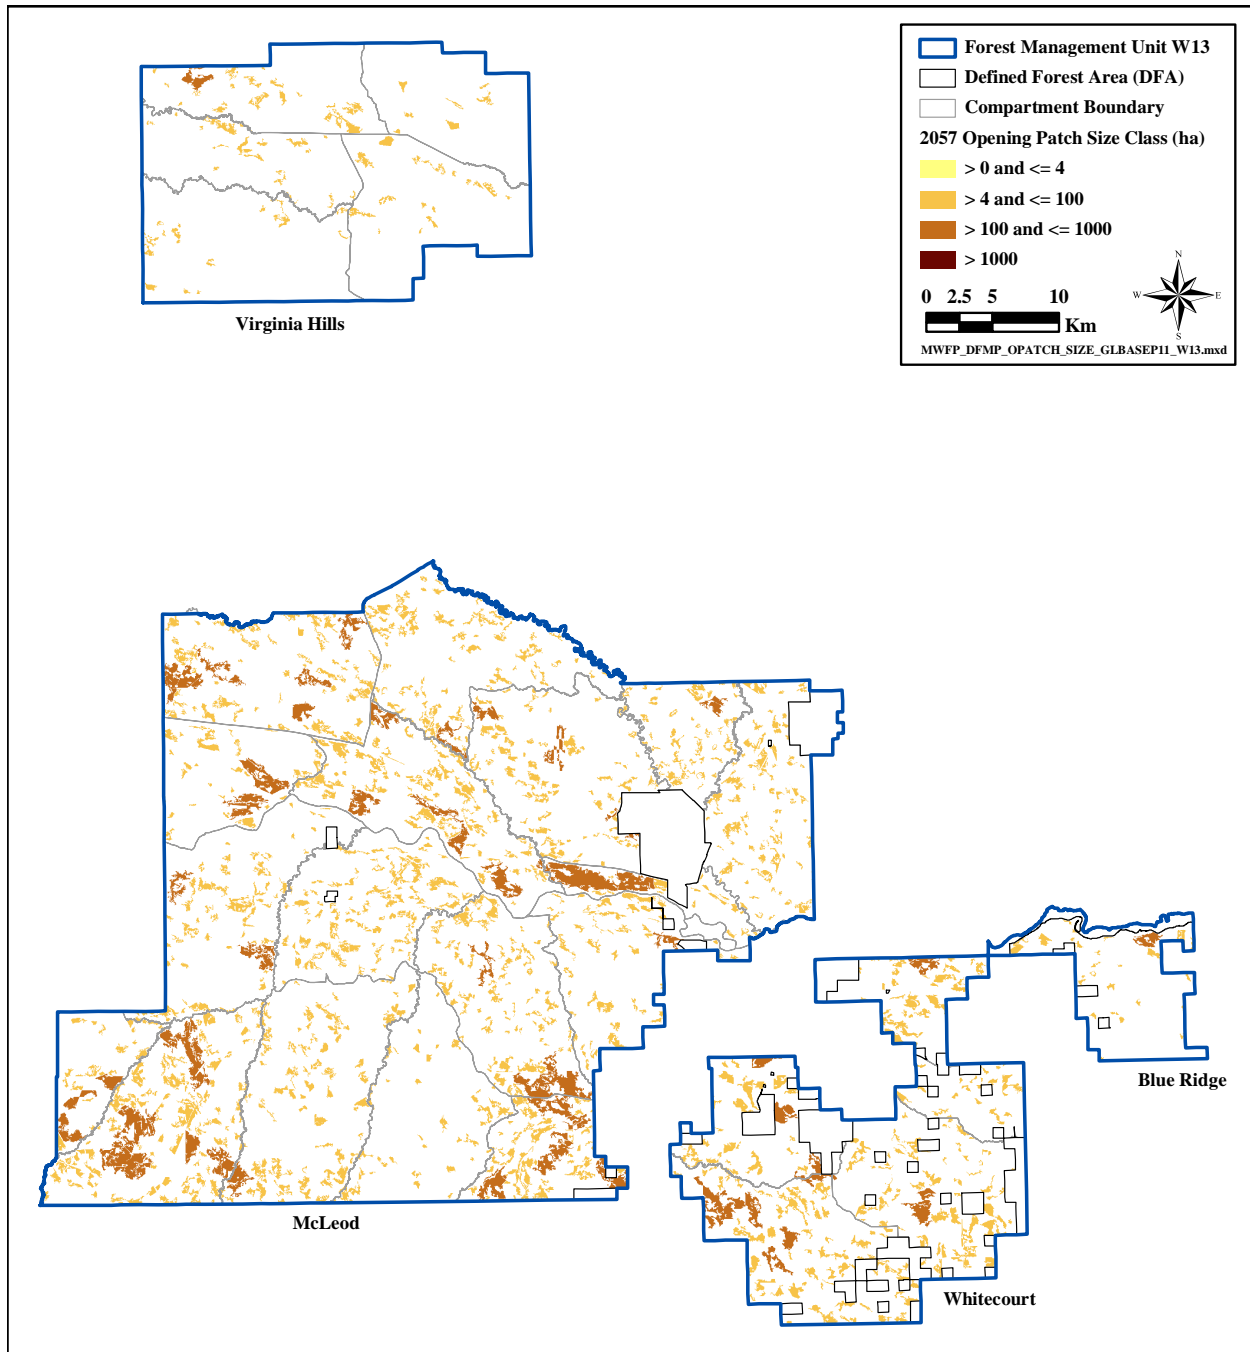 Forest Management Unit W13
Defined Forest Area (DFA)
Compartment Boundary
2057 Opening Patch Size Class (ha)
> 0 and <= 4
> 4 and <= 100
> 100 and <= 1000
> 1000
N
W E
S
0 2.5 5 10
Km
MWFP_DFMP_OPATCH_SIZE_GLBASEP11_W13.mxd
Virginia Hills
Blue Ridge
McLeod
Whitecourt